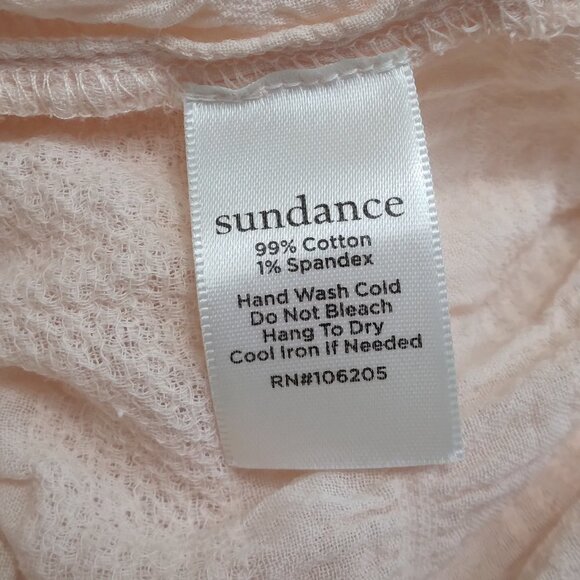 sundance
99% Cotton
1% Spandex
Hand Wash Cold
Do Not Bleach
Hang To Dry
Cool Iron If Needed
RN#106205